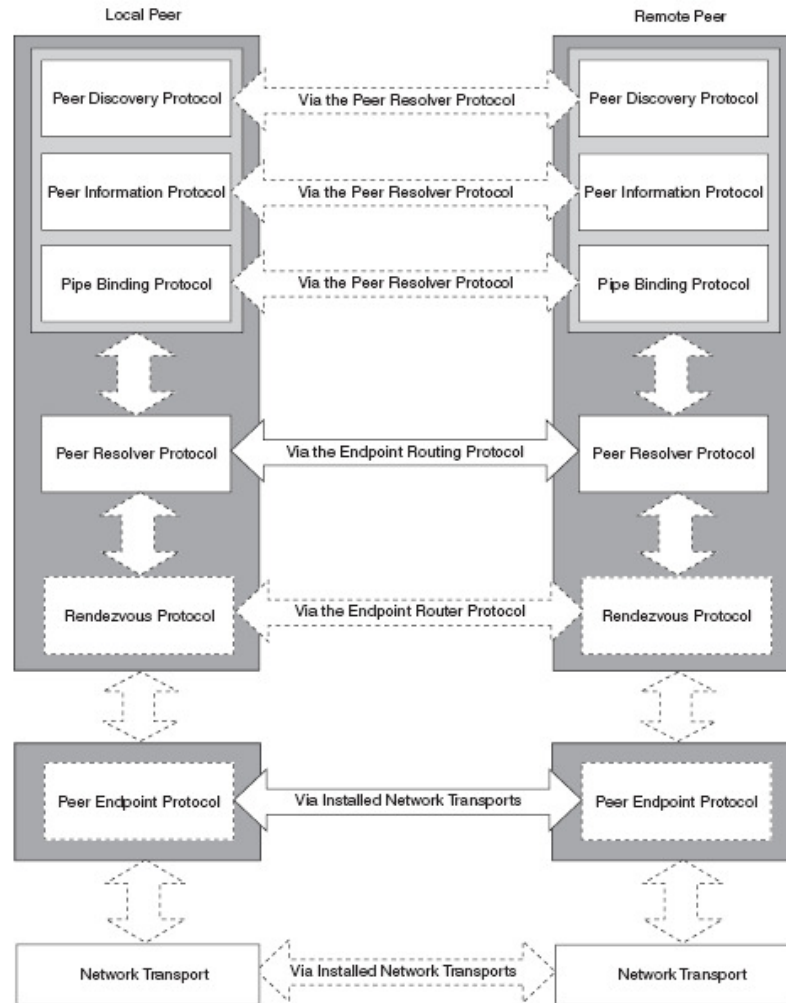 Local Peer
Remote Peer
Peer Discovery Protocol
Via the Peer Resolver Protocol
Peer Discovery Protocol
Peer Information Protocol
Via the Peer Resolver Protocol
Peer Information Protocol
Pipe Binding Protocol
Via the Peer Resolver Protocol
Pipe Binding Protocol
Peer Resolver Protocol
Via the Endpoint Routing Protocol
Peer Resolver Protocol
Rendezvous Protocol
Via the Endpoint Router Protocol
Rendezvous Protocol
Peer Endpoint Protocol
Via Installed Network Transports
Peer Endpoint Protocol
Network Transport
Via Installed Network Transports
Network Transport